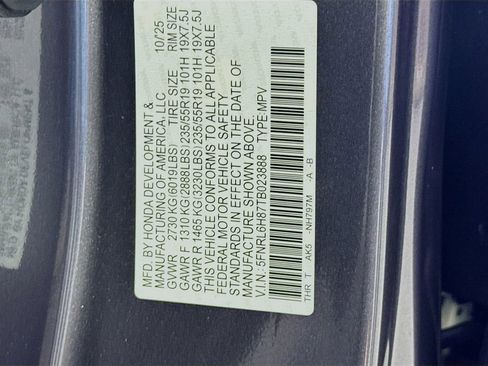 MFD. BY HONDA DEVELOPMENT &
MANUFACTURING OF AMERICA, LLC 10/'25
GVWR 2730 KG(6019LBS) TIRE SIZE RIM SIZE
GAWR F 1310 KG(2888LBS)235/55R19 101H 19X7.5J
GAWR R 1465 KG(3230LBS)235/55R19 101H 19X7.5J
THIS VEHICLE CONFORMS TO ALL APPLICABLE
FEDERAL MOTOR VEHICLE SAFETY
STANDARDS IN EFFECT ON THE DATE OF
MANUFACTURE SHOWN ABOVE.
V.I.N.: 5FNRL6H87TB023888 TYPE:MPV
THR T AK5 -NH797M -A -B